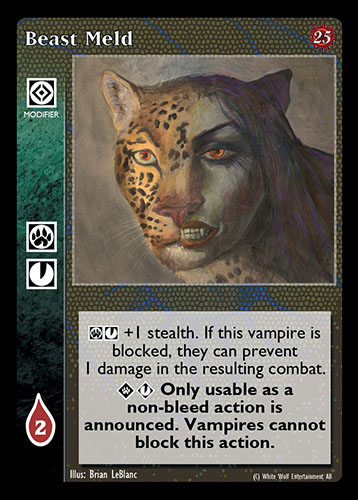 Beast Meld
25
MODIFIER
+1 stealth. If this vampire is
blocked, they can prevent
1 damage in the resulting combat.
Only usable as a
non-bleed action is
announced. Vampires cannot
block this action.
2
Illus: Brian LeBlanc
(C) White Wolf Entertainment AB